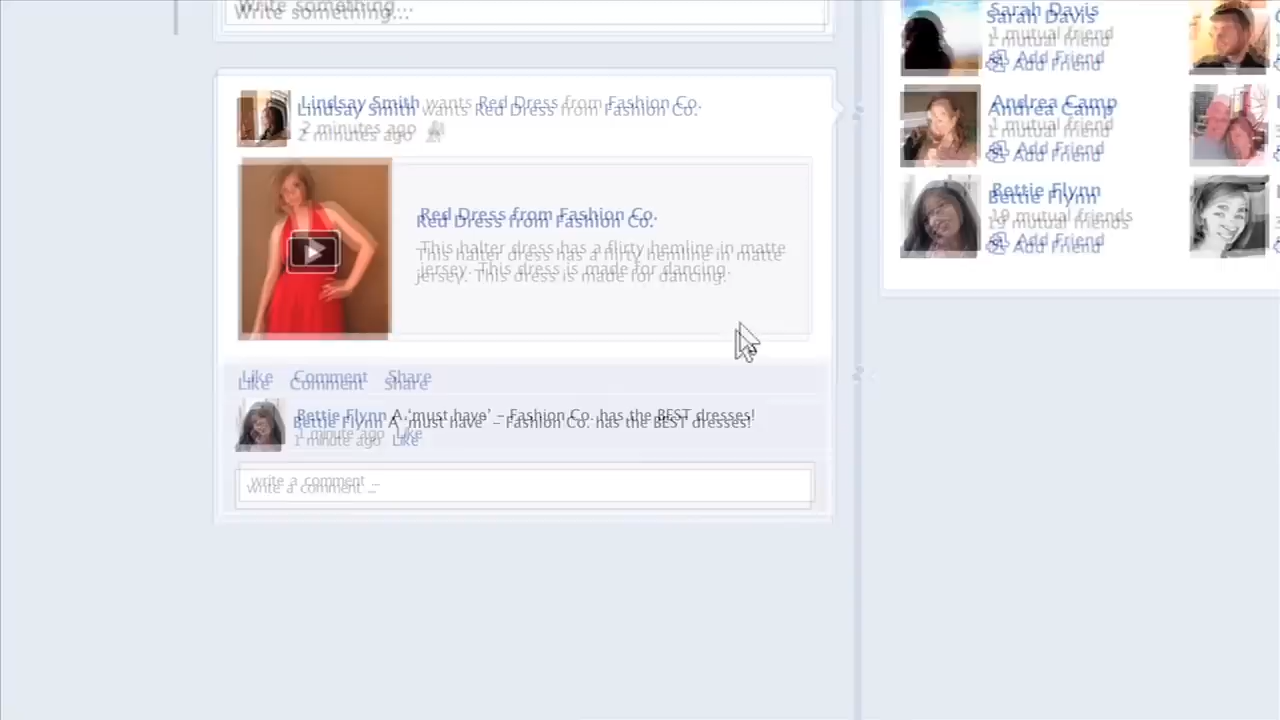 Write something...
Lindsay Smith wants Red Dress from Fashion Co.
2 minutes ago
Red Dress from Fashion Co.
This halter dress has a flirty hemline in matte
jersey. This dress is made for dancing.
Like Comment Share
Bettie Flynn A 'must have' – Fashion Co. has the BEST dresses!
1 minute ago Like
write a comment ...
Sarah Davis
1 mutual friend
Add Friend
Andrea Camp
1 mutual friend
Add Friend
Bettie Flynn
19 mutual friends
Add Friend